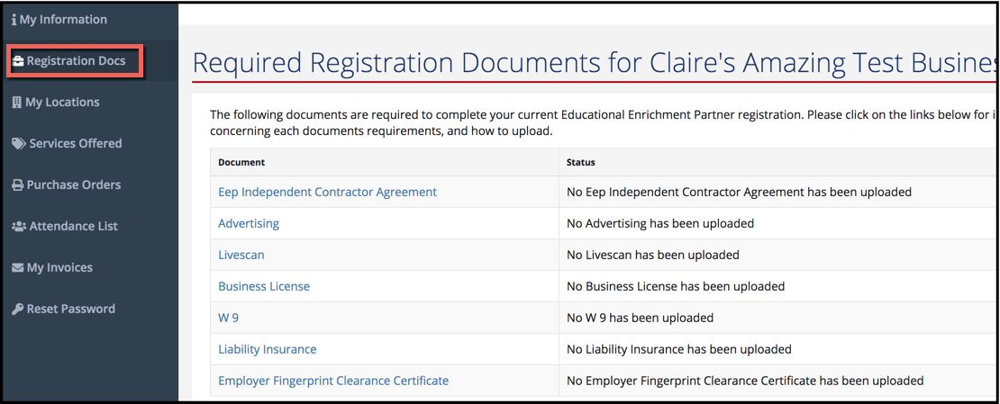 My Information
Registration Docs
My Locations
Services Offered
Purchase Orders
Attendance List
My Invoices
Reset Password
Required Registration Documents for Claire's Amazing Test
The following documents are required to complete your current Educational Enrichment Partner registration. Please click on the links below for
concerning each documents requirements, and how to upload.
Document Status
Eep Independent Contractor Agreement No Eep Independent Contractor Agreement has been uploaded
Advertising No Advertising has been uploaded
Livescan No Livescan has been uploaded
Business License No Business License has been uploaded
W 9 No W 9 has been uploaded
Liability Insurance No Liability Insurance has been uploaded
Employer Fingerprint Clearance Certificate No Employer Fingerprint Clearance Certificate has been uploaded